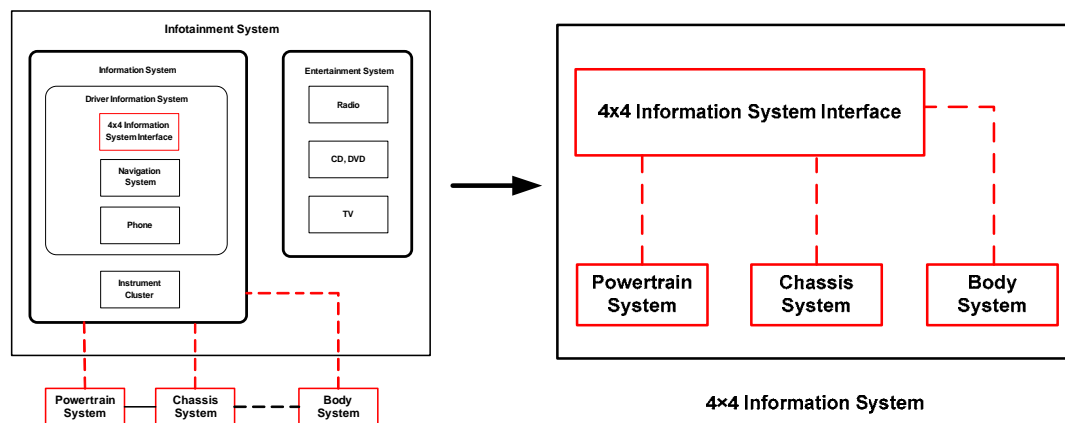 Infotainment System
Information System
Driver Information System
4x4 Information
System Interface
Navigation
System
Phone
Instrument
Cluster
Entertainment System
Radio
CD, DVD
TV
Powertrain
System
Chassis
System
Body
System
4x4 Information System Interface
Powertrain
System
Chassis
System
Body
System
4×4 Information System